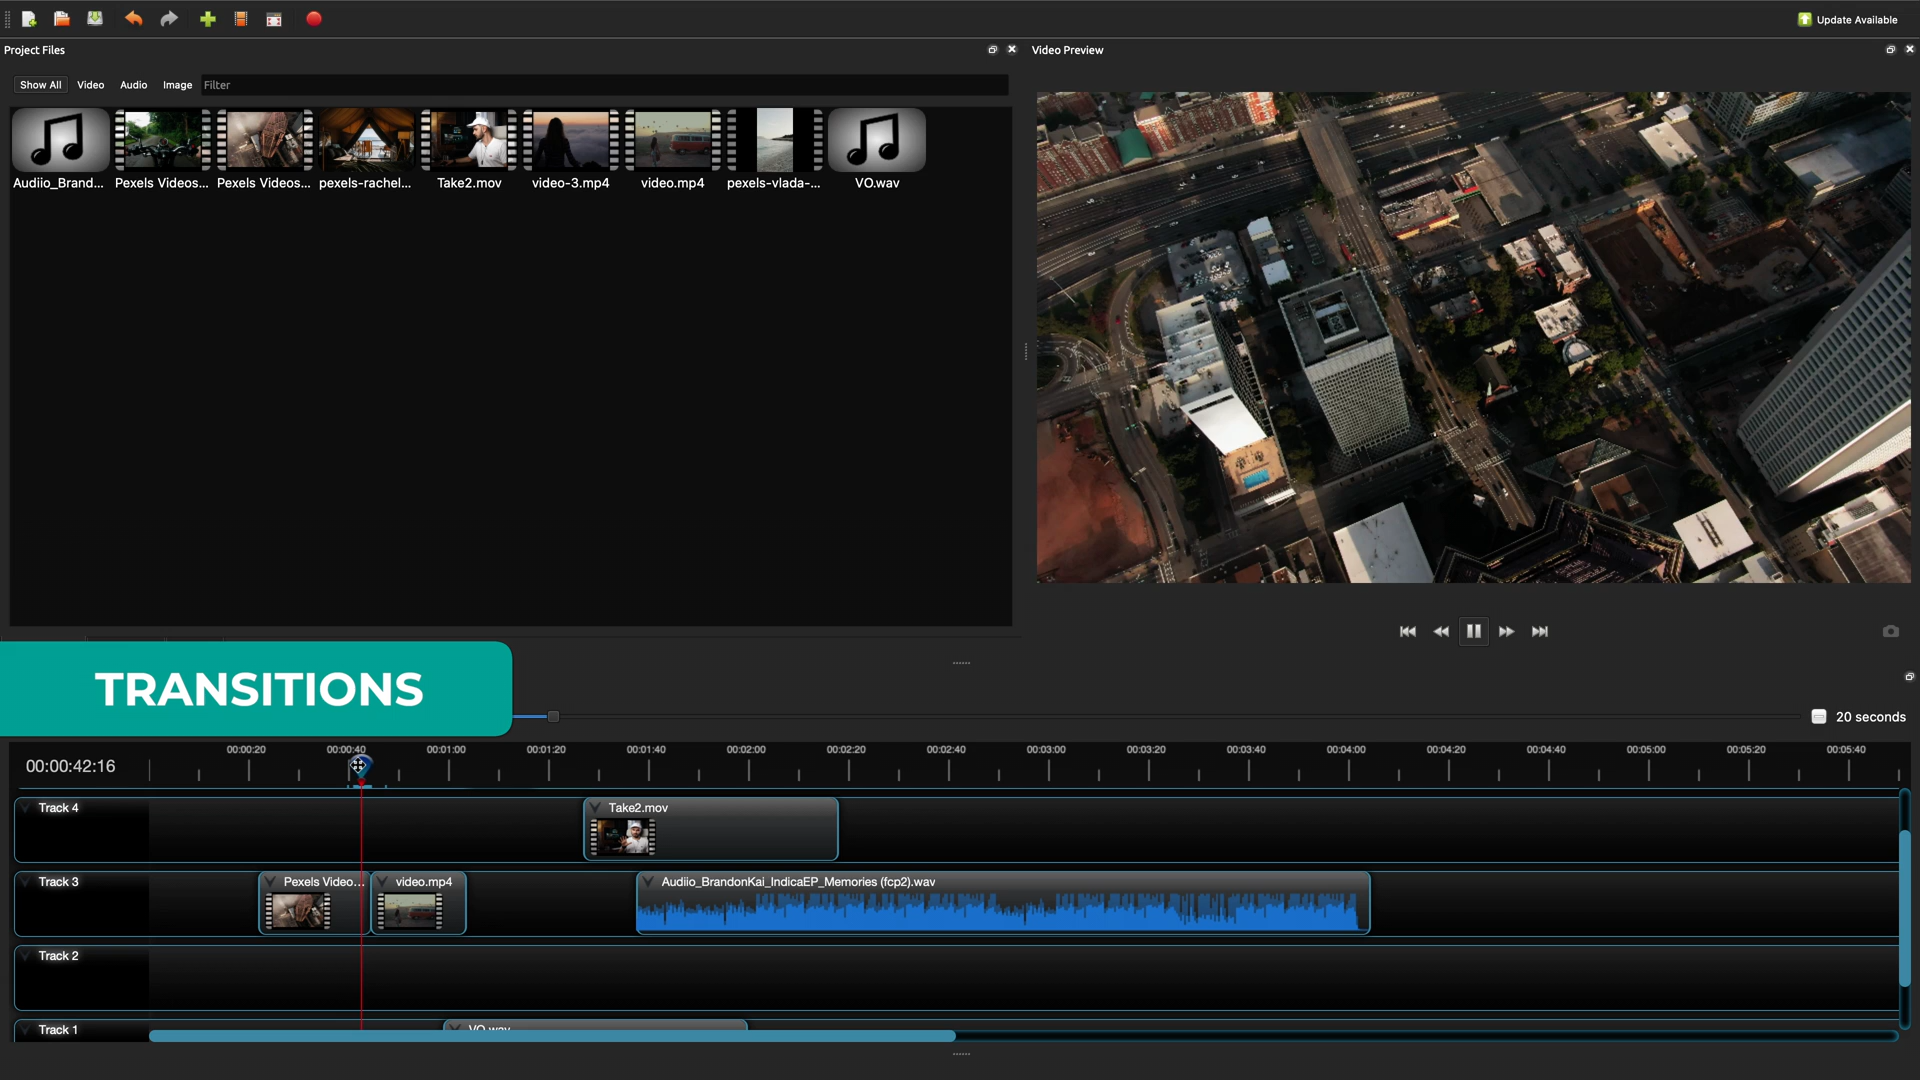 Update Available
Project Files
Video Preview
Show All Video Audio Image Filter
Audiio_Brand... Pexels Videos... Pexels Videos... pexels-rachel... Take2.mov video-3.mp4 video.mp4 pexels-vlada-... VO.wav
TRANSITIONS
20 seconds
00:00:42:16
00:00:20 00:00:40 00:01:00 00:01:20 00:01:40 00:02:00 00:02:20 00:02:40 00:03:00 00:03:20 00:03:40 00:04:00 00:04:20 00:04:40 00:05:00 00:05:20 00:05:40
Track 4
Take2.mov
Track 3
Pexels Video...
video.mp4
Audiio_BrandonKai_IndicaEP_Memories (fcp2).wav
Track 2
Track 1
VO.wav